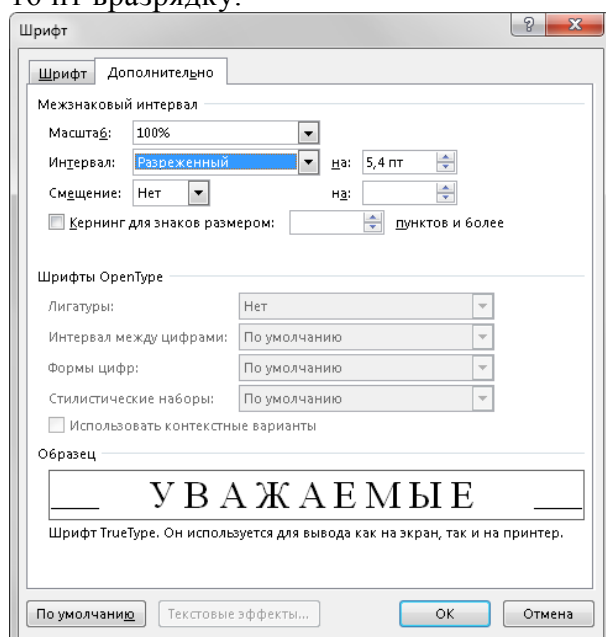 10 пт вразрядку.
Шрифт
Шрифт Дополнительно
Межзнаковый интервал
Масштаб: 100%
Интервал: Разреженный на: 5,4 пт
Смещение: Нет на:
Кернинг для знаков размером: пунктов и более
Шрифты OpenType
Лигатуры: Нет
Интервал между цифрами: По умолчанию
Формы цифр: По умолчанию
Стилистические наборы: По умолчанию
Использовать контекстные варианты
Образец
УВАЖАЕМЫЕ
Шрифт TrueType. Он используется для вывода как на экран, так и на принтер.
По умолчанию Текстовые эффекты... ОК Отмена